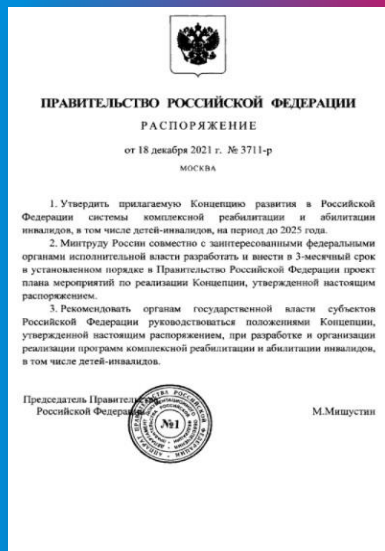 ПРАВИТЕЛЬСТВО РОССИЙСКОЙ ФЕДЕРАЦИИ
РАСПОРЯЖЕНИЕ
от 18 декабря 2021 г. № 3711-р
МОСКВА
1. Утвердить прилагаемую Концепцию развития в Российской
Федерации системы комплексной реабилитации и абилитации
инвалидов, в том числе детей-инвалидов, на период до 2025 года.
2. Минтруду России совместно с заинтересованными федеральными
органами исполнительной власти разработать и внести в 3-месячный срок
в установленном порядке в Правительство Российской Федерации проект
плана мероприятий по реализации Концепции, утвержденной настоящим
распоряжением.
3. Рекомендовать органам государственной власти субъектов
Российской Федерации руководствоваться положениями Концепции,
утвержденной настоящим распоряжением, при разработке и организации
реализации программ комплексной реабилитации и абилитации инвалидов,
в том числе детей-инвалидов.
Председатель Правительства
Российской Федерации
М.Мишустин
№1